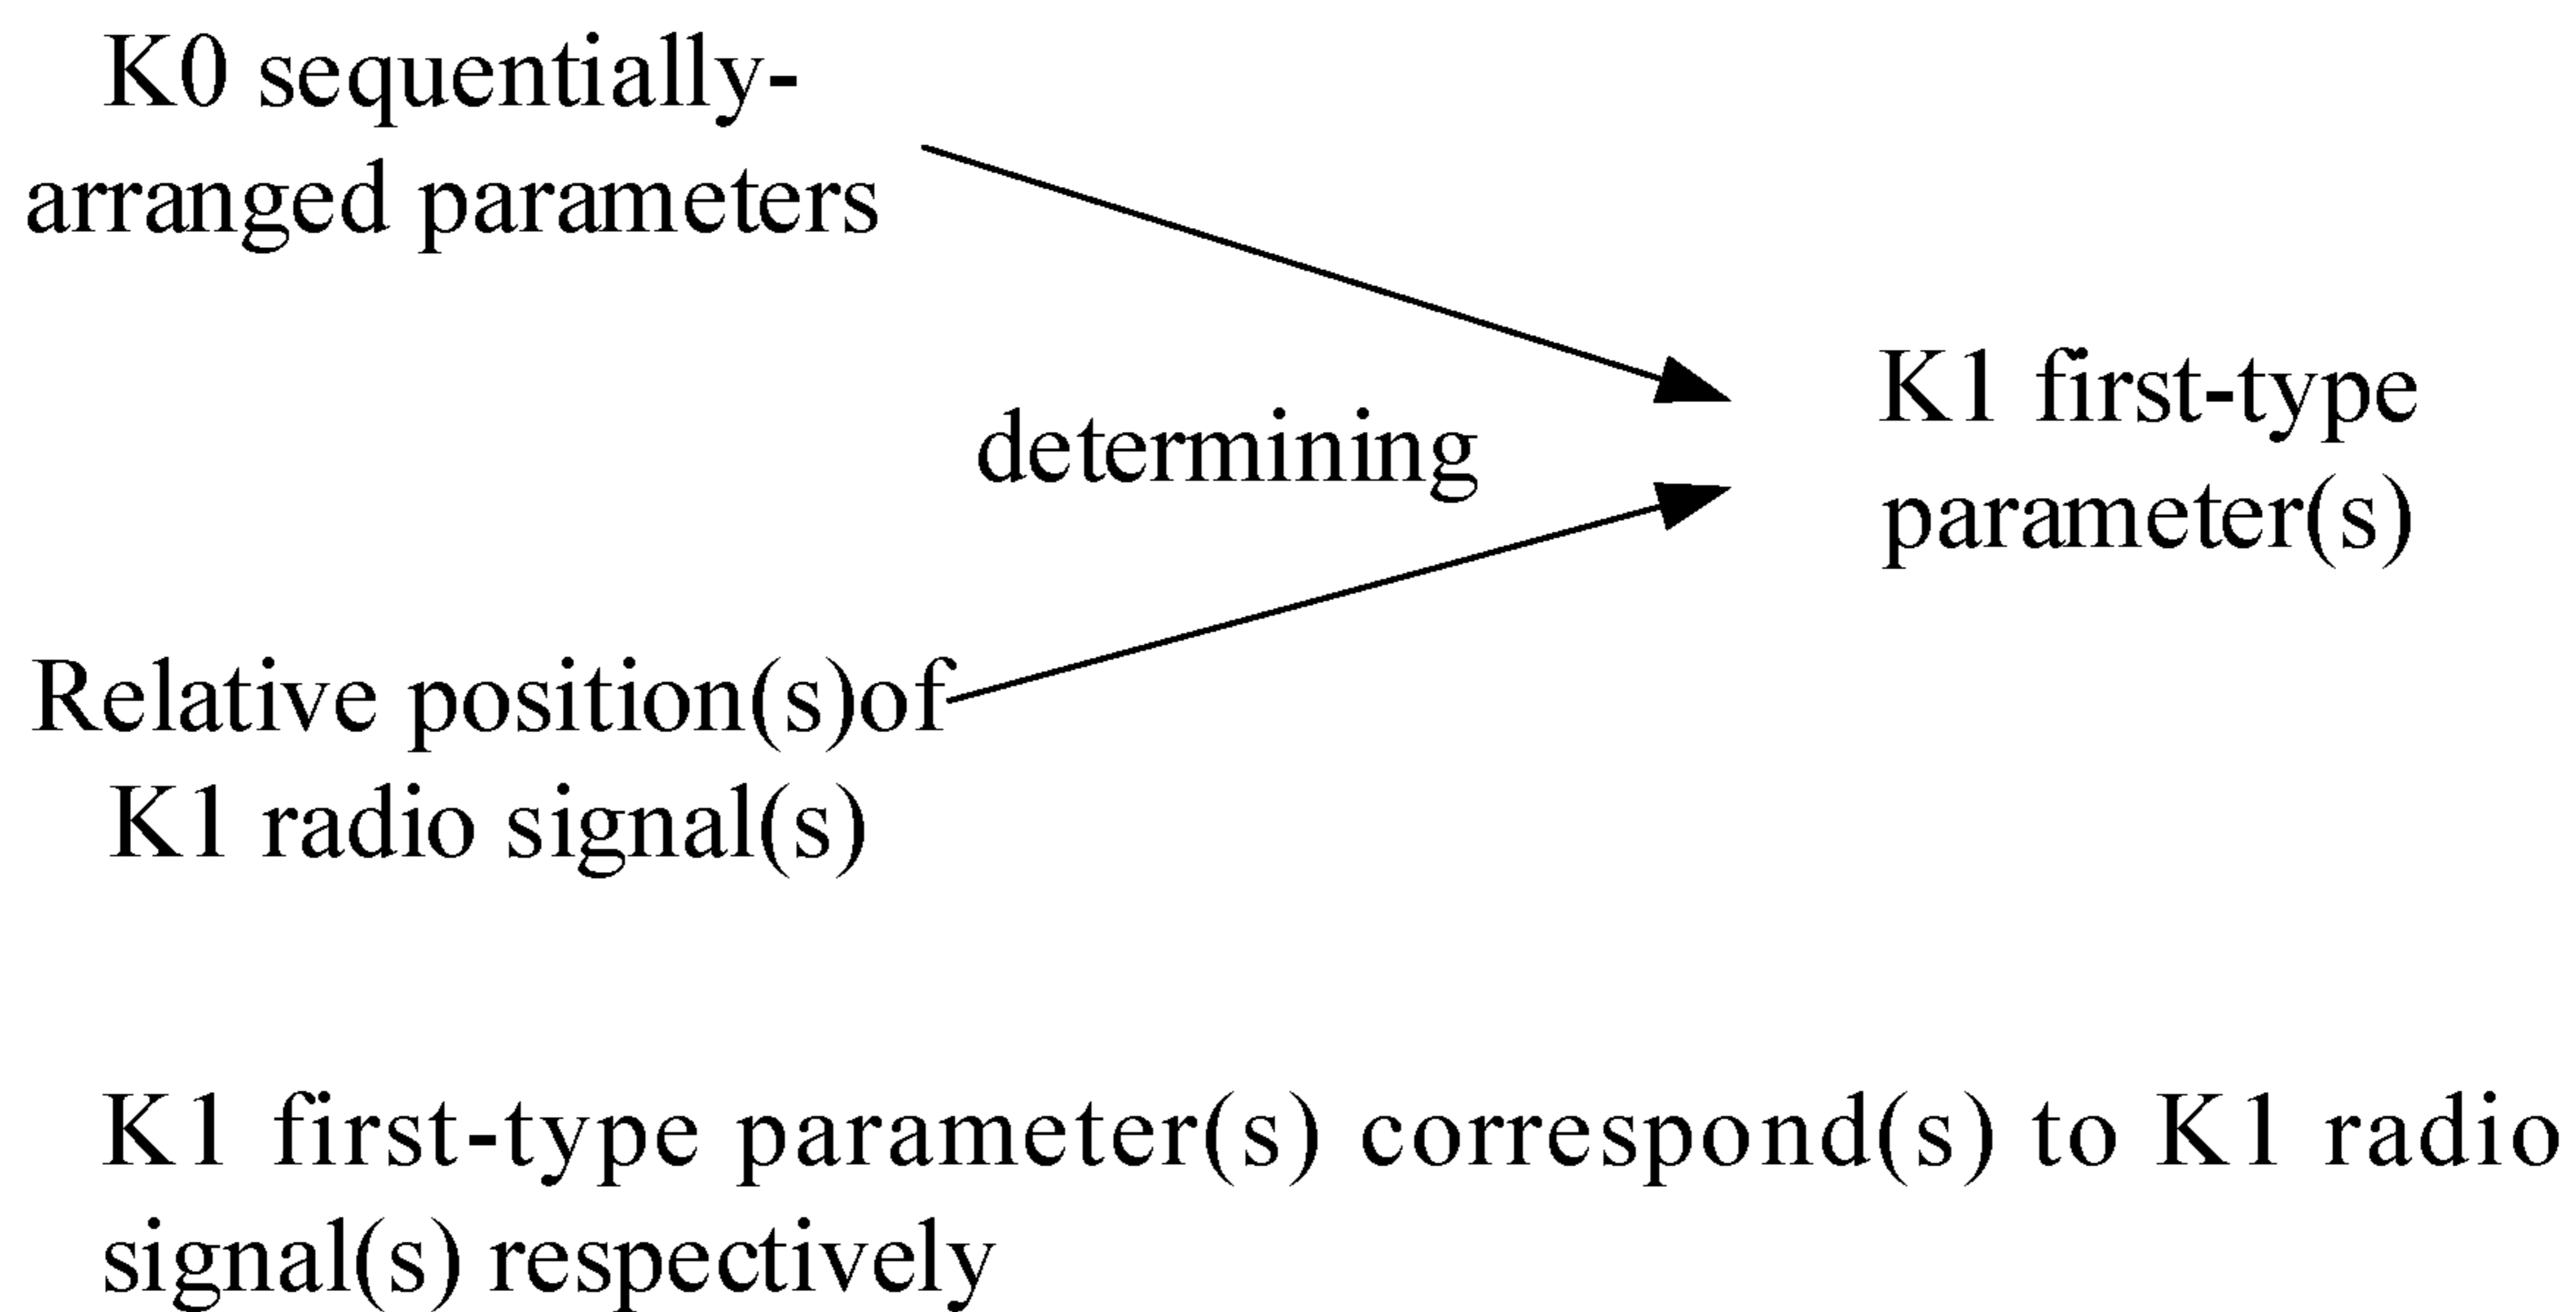 K0 sequentially-
arranged parameters
determining
K1 first-type
parameter(s)
Relative position(s)of
K1 radio signal(s)
K1 first-type parameter(s) correspond(s) to K1 radio
signal(s) respectively